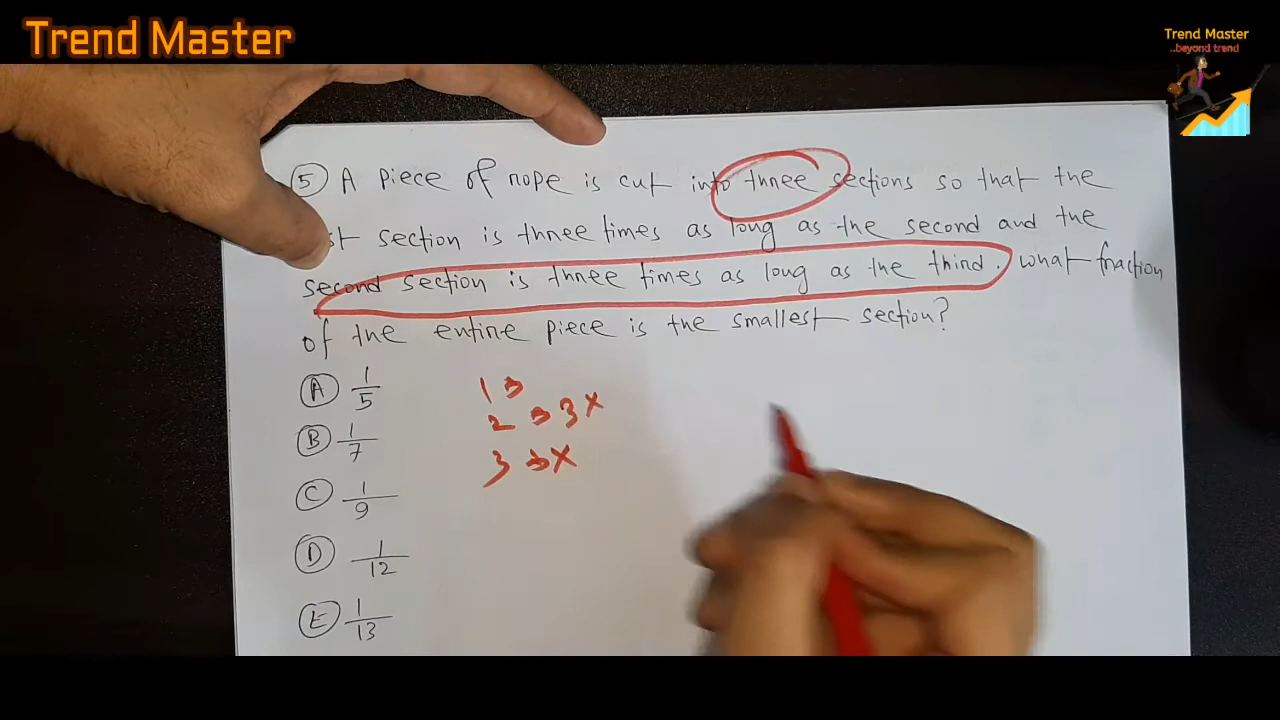 Trend Master
Trend Master
..beyond trend
5 A piece of rope is cut into three sections so that the
section is three times as long as the second and the
second section is three times as long as the third. what fraction
of the entire piece is the smallest section?
A 1/5
B 1/7
C 1/9
D 1/12
E 1/13
1 →
2 → 3x
3 → x